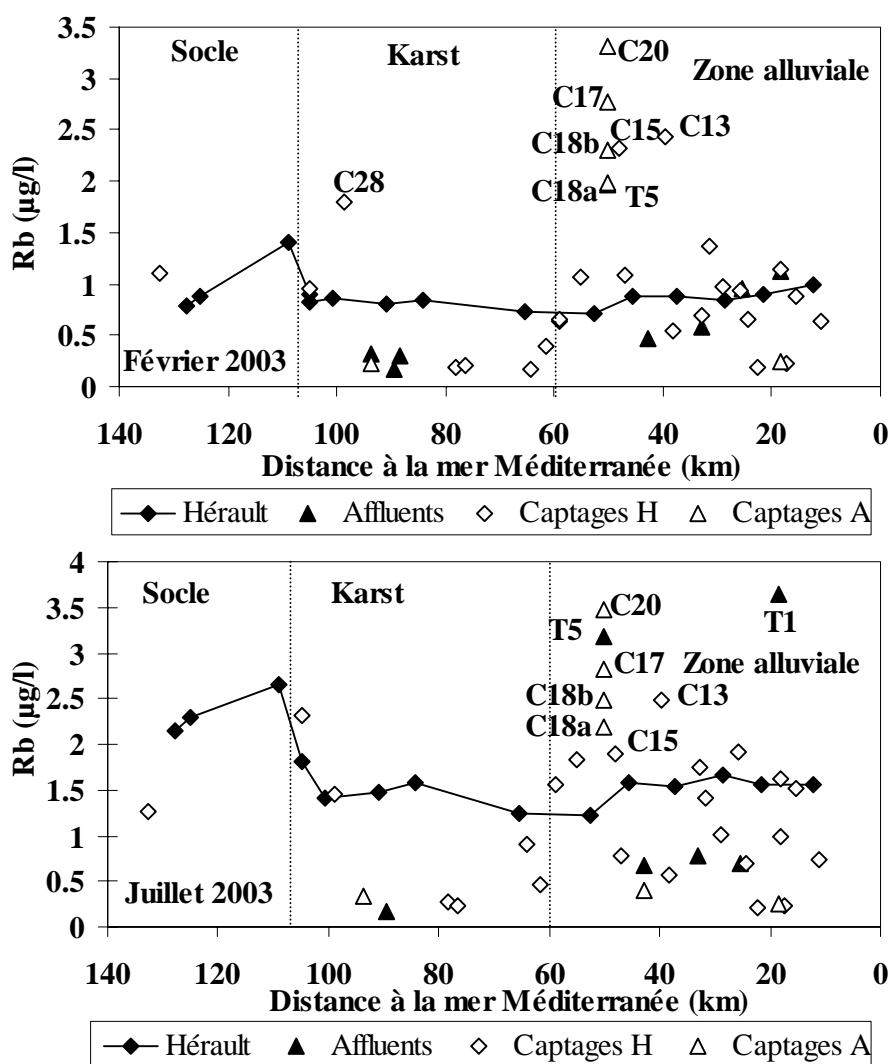 3.5
3
2.5
2
1.5
1
0.5
0
Rb (µg/l)
Socle
Karst
Zone alluviale
C20
C17
C18b
C15
C13
C18a
T5
C28
Février 2003
140 120 100 80 60 40 20 0
Distance à la mer Méditerranée (km)
Hérault Affluents Captages H Captages A
4
3.5
3
2.5
2
1.5
1
0.5
0
Rb (µg/l)
Socle
Karst
Zone alluviale
C20
T5
T1
C17
C18b
C13
C18a
C15
Juillet 2003
140 120 100 80 60 40 20 0
Distance à la mer Méditerranée (km)
Hérault Affluents Captages H Captages A